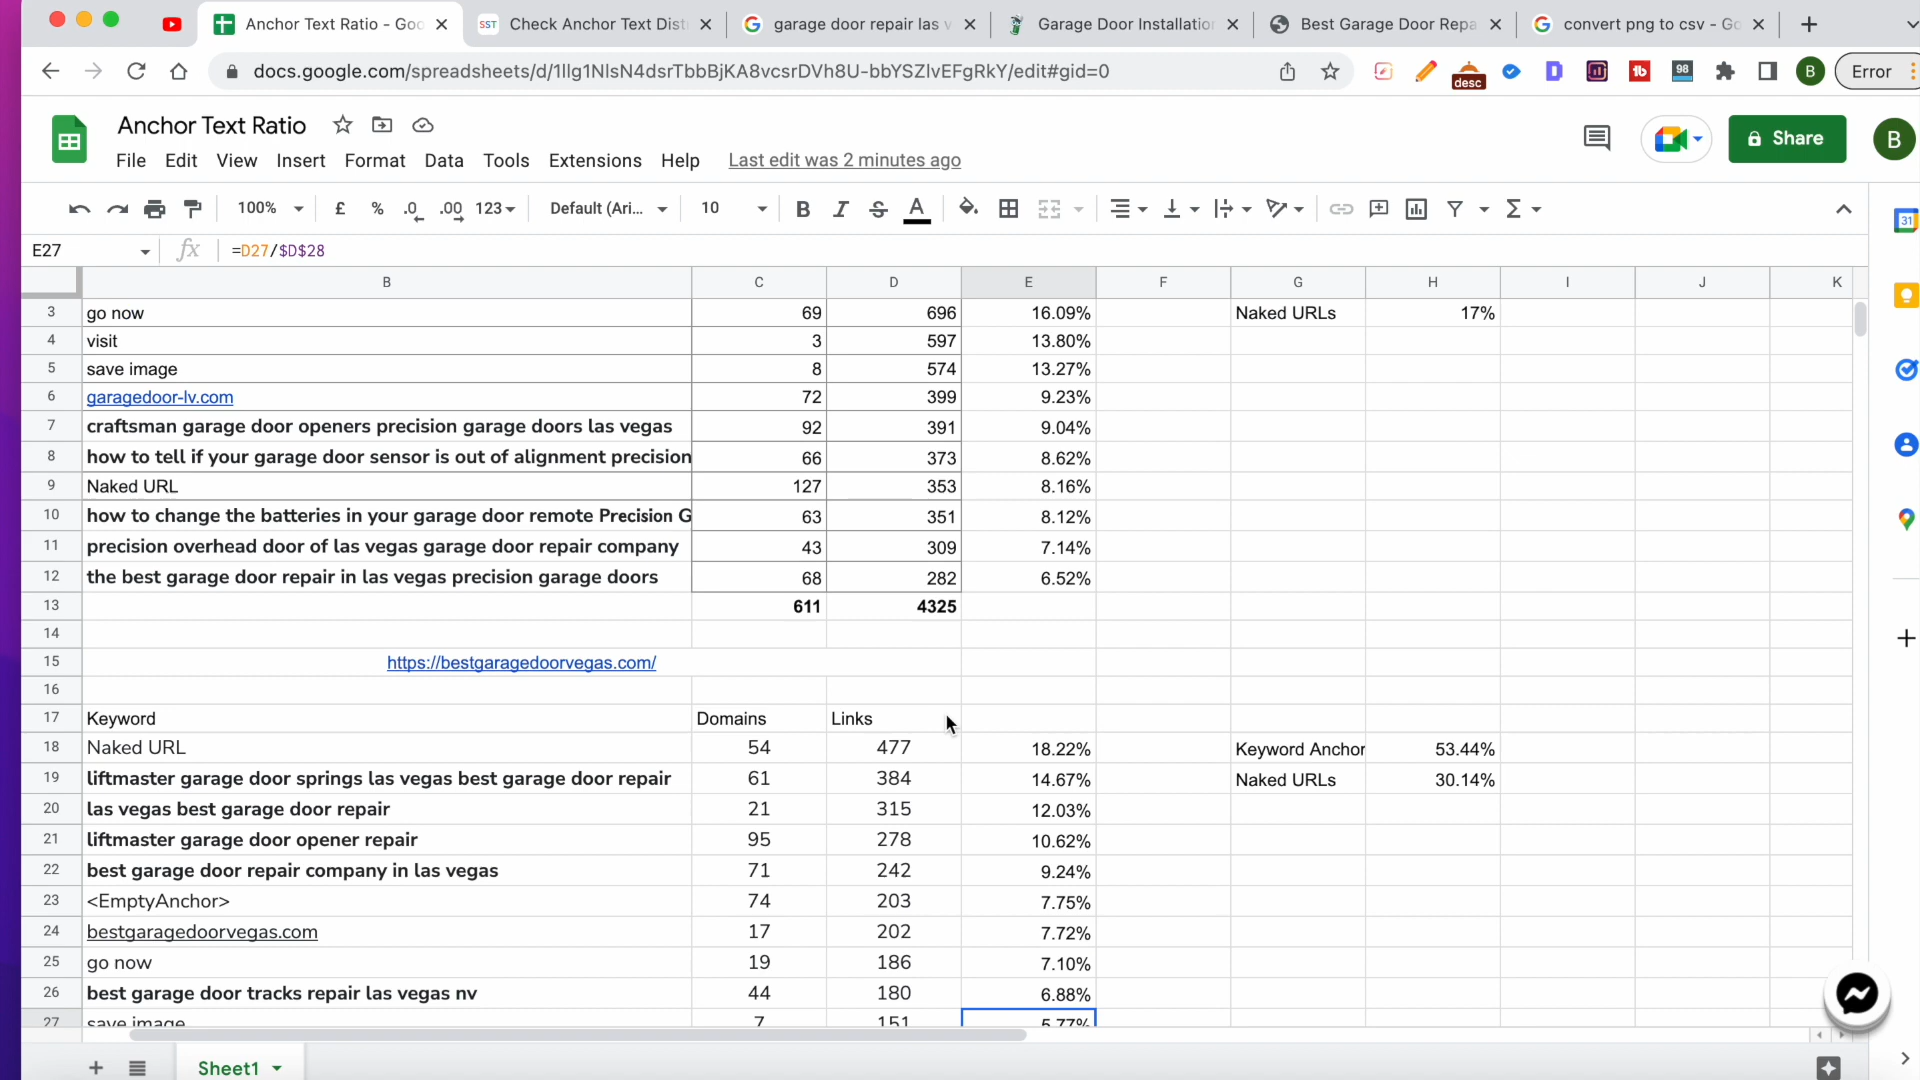 Anchor Text Ratio - Goo
SST Check Anchor Text Dist
garage door repair las v
Garage Door Installation
Best Garage Door Repa
convert png to csv - Go
docs.google.com/spreadsheets/d/1llg1NlsN4dsrTbbBjKA8vcsrDVh8U-bbYSZlvEFgRkY/edit#gid=0
desc
D
tb
98
B
Error
Anchor Text Ratio
Share
B
File Edit View Insert Format Data Tools Extensions Help Last edit was 2 minutes ago
100% £ % .0 .00 123 Default (Ari... 10 B I S A Σ
31
E27 fx =D27/$D$28
B C D E F G H I J K
3 go now 69 696 16.09% Naked URLs 17%
4 visit 3 597 13.80%
5 save image 8 574 13.27%
6 garagedoor-lv.com 72 399 9.23%
7 craftsman garage door openers precision garage doors las vegas 92 391 9.04%
8 how to tell if your garage door sensor is out of alignment precision 66 373 8.62%
9 Naked URL 127 353 8.16%
10 how to change the batteries in your garage door remote Precision G 63 351 8.12%
11 precision overhead door of las vegas garage door repair company 43 309 7.14%
12 the best garage door repair in las vegas precision garage doors 68 282 6.52%
13 611 4325
14
15 https://bestgaragedoorvegas.com/
16
17 Keyword Domains Links
18 Naked URL 54 477 18.22% Keyword Anchor 53.44%
19 liftmaster garage door springs las vegas best garage door repair 61 384 14.67% Naked URLs 30.14%
20 las vegas best garage door repair 21 315 12.03%
21 liftmaster garage door opener repair 95 278 10.62%
22 best garage door repair company in las vegas 71 242 9.24%
23 <EmptyAnchor> 74 203 7.75%
24 bestgaragedoorvegas.com 17 202 7.72%
25 go now 19 186 7.10%
26 best garage door tracks repair las vegas nv 44 180 6.88%
27 save image 7 151 5.77%
Sheet1